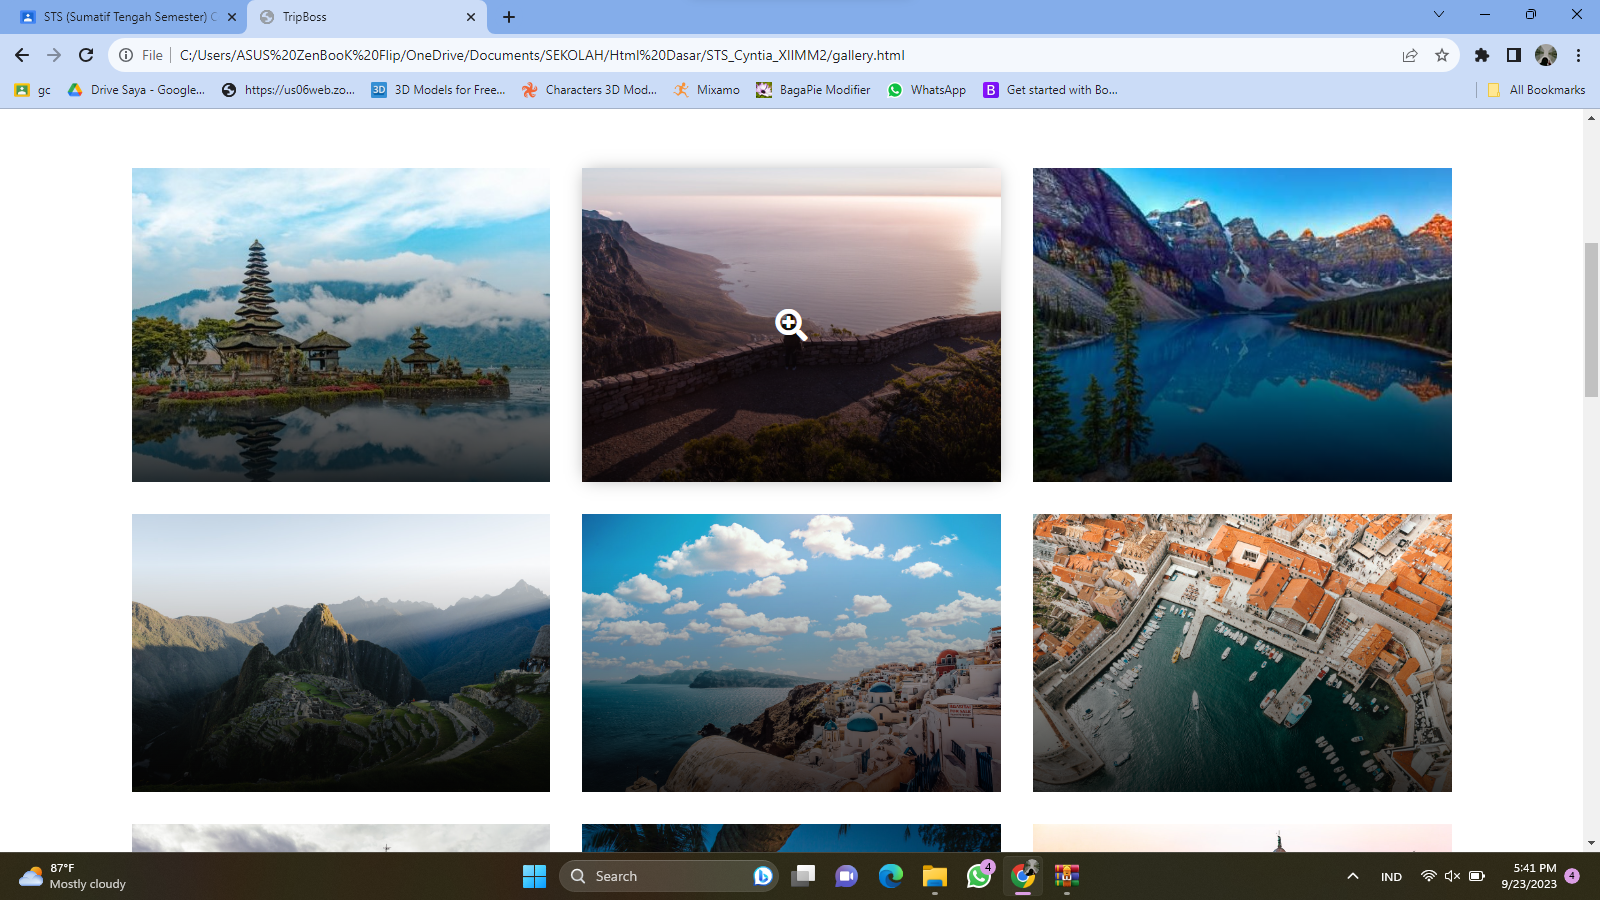 STS (Sumatif Tengah Semester) C
TripBoss
File
C:/Users/ASUS%20ZenBooK%20Flip/OneDrive/Documents/SEKOLAH/Html%20Dasar/STS_Cyntia_XIIMM2/gallery.html
gc
Drive Saya - Google...
https://us06web.zo...
3D
3D Models for Free...
Characters 3D Mod...
Mixamo
BagaPie Modifier
WhatsApp
B
Get started with Bo...
All Bookmarks
87°F
Mostly cloudy
Search
4
IND
5:41 PM
9/23/2023
4